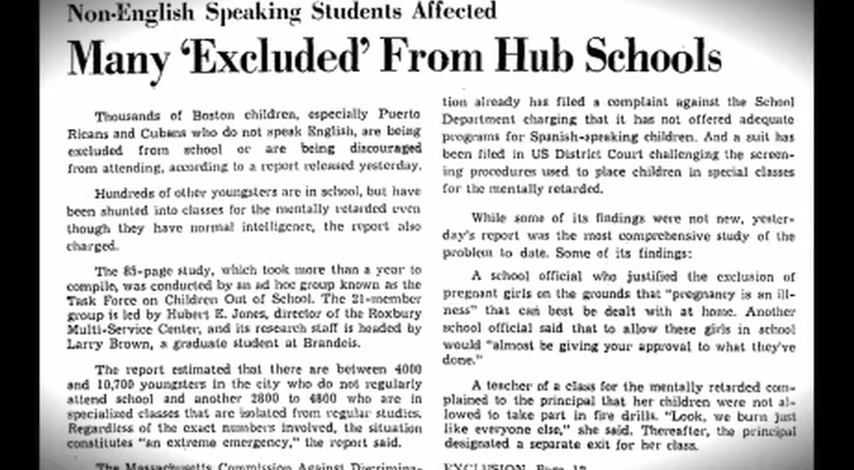 Non-English Speaking Students Affected
Many ‘Excluded’ From Hub Schools
Thousands of Boston children, especially Puerto
Ricans and Cubans who do not speak English, are being
excluded from school or are being discouraged
from attending, according to a report released yesterday.
Hundreds of other youngsters are in school, but have
been shunted into classes for the mentally retarded even
though they have normal intelligence, the report also
charged.
The 85-page study, which took more than a year to
compile, was conducted by an ad hoc group known as the
Task Force on Children Out of School. The 21-member
group is led by Hubert E. Jones, director of the Roxbury
Multi-Service Center, and its research staff is headed by
Larry Brown, a graduate student at Brandeis.
The report estimated that there are between 4000
and 10,700 youngsters in the city who do not regularly
attend school and another 2800 to 4800 who are in
specialized classes that are isolated from regular studies.
Regardless of the exact numbers involved, the situation
constitutes "an extreme emergency," the report said.
The Massachusetts Commission Against Discrimina-
tion already has filed a complaint against the School
Department charging that it has not offered adequate
programs for Spanish-speaking children. And a suit has
been filed in US District Court challenging the screen-
ing procedures used to place children in special classes
for the mentally retarded.
While some of its findings were not new, yester-
day's report was the most comprehensive study of the
problem to date. Some of its findings:
A school official who justified the exclusion of
pregnant girls on the grounds that "pregnancy is an ill-
ness" that can best be dealt with at home. Another
school official said that to allow these girls in school
would "almost be giving your approval to what they've
done."
A teacher of a class for the mentally retarded com-
plained to the principal that her children were not al-
lowed to take part in fire drills. "Look, we burn just
like everyone else," she said. Thereafter, the principal
designated a separate exit for her class.
EXCLUSION, Page 12